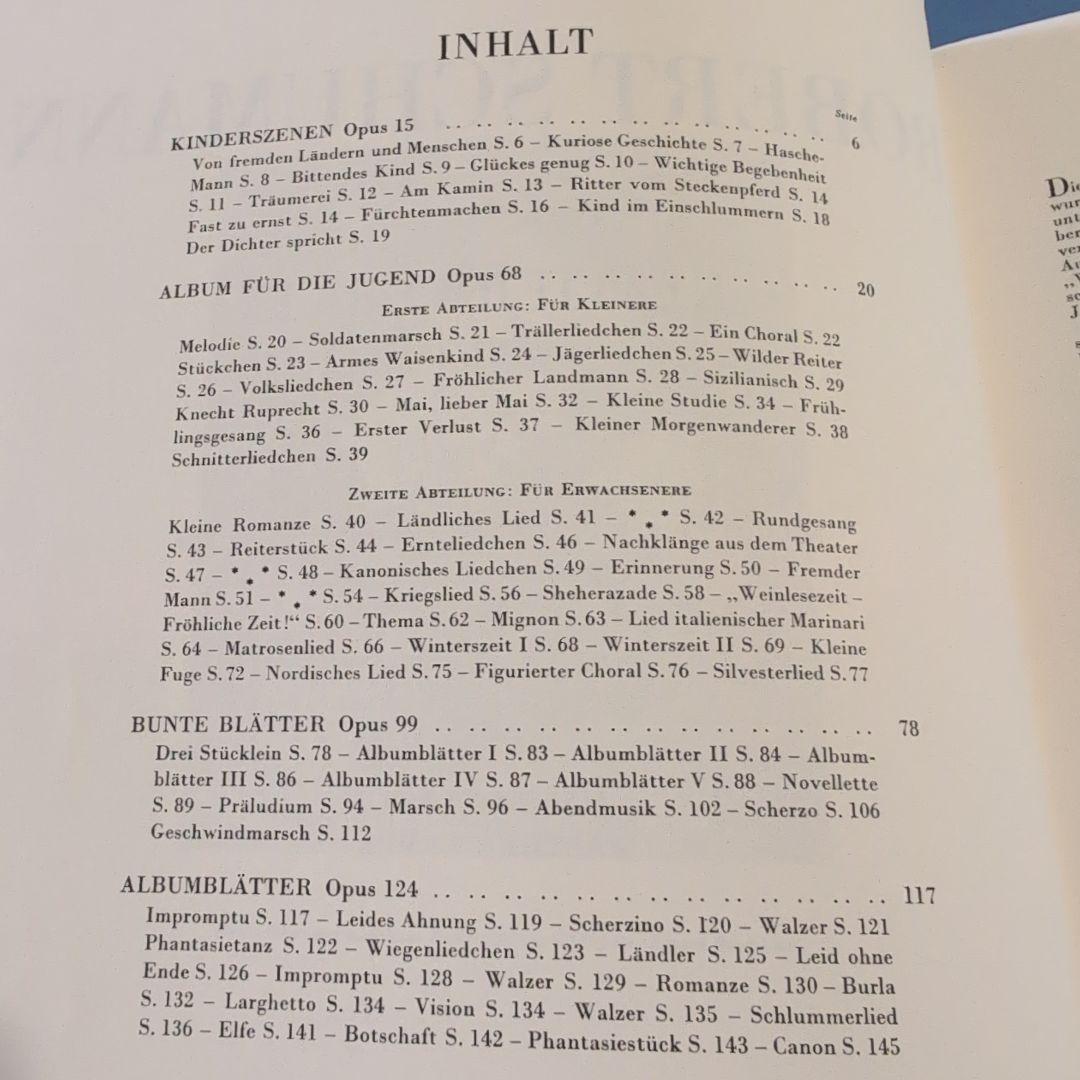 INHALT
Seite
KINDERSZENEN Opus 15 . . . . . . . . . . . . . . . . . . 6
Von fremden Ländern und Menschen S. 6 – Kuriose Geschichte S. 7 – Hasche-
Mann S. 8 – Bittendes Kind S. 9 – Glückes genug S. 10 – Wichtige Begebenheit
S. 11 – Träumerei S. 12 – Am Kamin S. 13 – Ritter vom Steckenpferd S. 14
Fast zu ernst S. 14 – Fürchtenmachen S. 16 – Kind im Einschlummern S. 18
Der Dichter spricht S. 19
ALBUM FÜR DIE JUGEND Opus 68 . . . . . . . . . . . . . . 20
ERSTE ABTEILUNG: FÜR KLEINERE
Melodie S. 20 – Soldatenmarsch S. 21 – Trällerliedchen S. 22 – Ein Choral S. 22
Stückchen S. 23 – Armes Waisenkind S. 24 – Jägerliedchen S. 25 – Wilder Reiter
S. 26 – Volksliedchen S. 27 – Fröhlicher Landmann S. 28 – Sizilianisch S. 29
Knecht Ruprecht S. 30 – Mai, lieber Mai S. 32 – Kleine Studie S. 34 – Früh-
lingsgesang S. 36 – Erster Verlust S. 37 – Kleiner Morgenwanderer S. 38
Schnitterliedchen S. 39
ZWEITE ABTEILUNG: FÜR ERWACHSENERE
Kleine Romanze S. 40 – Ländliches Lied S. 41 – * * * S. 42 – Rundgesang
S. 43 – Reiterstück S. 44 – Ernteliedchen S. 46 – Nachklänge aus dem Theater
S. 47 – * * * S. 48 – Kanonisches Liedchen S. 49 – Erinnerung S. 50 – Fremder
Mann S. 51 – * * * S. 54 – Kriegslied S. 56 – Sheherazade S. 58 – „Weinlesezeit –
Fröhliche Zeit!“ S. 60 – Thema S. 62 – Mignon S. 63 – Lied italienischer Marinari
S. 64 – Matrosenlied S. 66 – Winterszeit I S. 68 – Winterszeit II S. 69 – Kleine
Fuge S. 72 – Nordisches Lied S. 75 – Figurierter Choral S. 76 – Silvesterlied S. 77
BUNTE BLÄTTER Opus 99 . . . . . . . . . . . . . . . . . . 78
Drei Stücklein S. 78 – Albumblätter I S. 83 – Albumblätter II S. 84 – Album-
blätter III S. 86 – Albumblätter IV S. 87 – Albumblätter V S. 88 – Novellette
S. 89 – Präludium S. 94 – Marsch S. 96 – Abendmusik S. 102 – Scherzo S. 106
Geschwindmarsch S. 112
ALBUMBLÄTTER Opus 124 . . . . . . . . . . . . . . . . . . 117
Impromptu S. 117 – Leides Ahnung S. 119 – Scherzino S. 120 – Walzer S. 121
Phantasietanz S. 122 – Wiegenliedchen S. 123 – Ländler S. 125 – Leid ohne
Ende S. 126 – Impromptu S. 128 – Walzer S. 129 – Romanze S. 130 – Burla
S. 132 – Larghetto S. 134 – Vision S. 134 – Walzer S. 135 – Schlummerlied
S. 136 – Elfe S. 141 – Botschaft S. 142 – Phantasiestück S. 143 – Canon S. 145